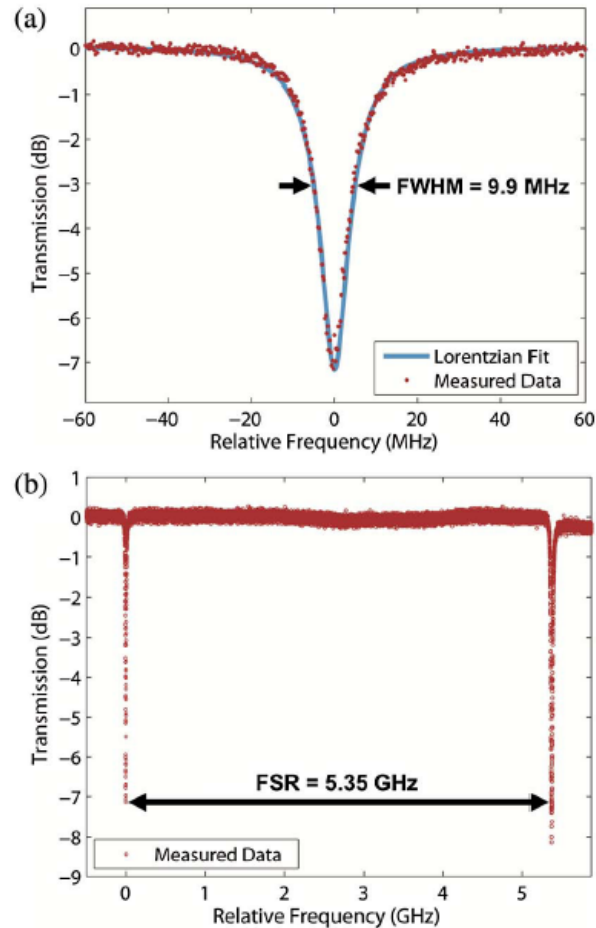 (a)
0
−1
−2
−3
−4
−5
−6
−7
Transmission (dB)
FWHM = 9.9 MHz
Lorentzian Fit
Measured Data
−60 −40 −20 0 20 40 60
Relative Frequency (MHz)
(b)
1
0
−1
−2
−3
−4
−5
−6
−7
−8
−9
Transmission (dB)
FSR = 5.35 GHz
Measured Data
0 1 2 3 4 5
Relative Frequency (GHz)